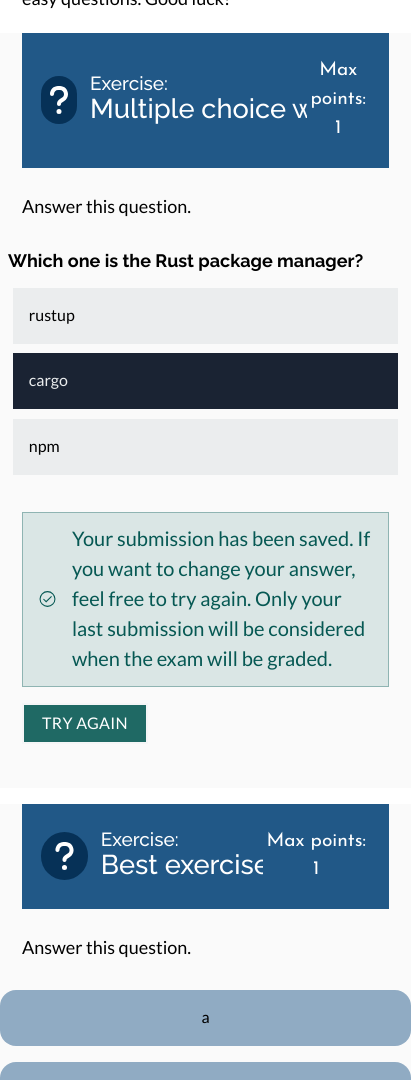 easy questions. Good luck!
Exercise:
Multiple choice w
Max
points:
1
Answer this question.
Which one is the Rust package manager?
rustup
cargo
npm
Your submission has been saved. If
you want to change your answer,
feel free to try again. Only your
last submission will be considered
when the exam will be graded.
TRY AGAIN
Exercise:
Best exercise
Max points:
1
Answer this question.
a